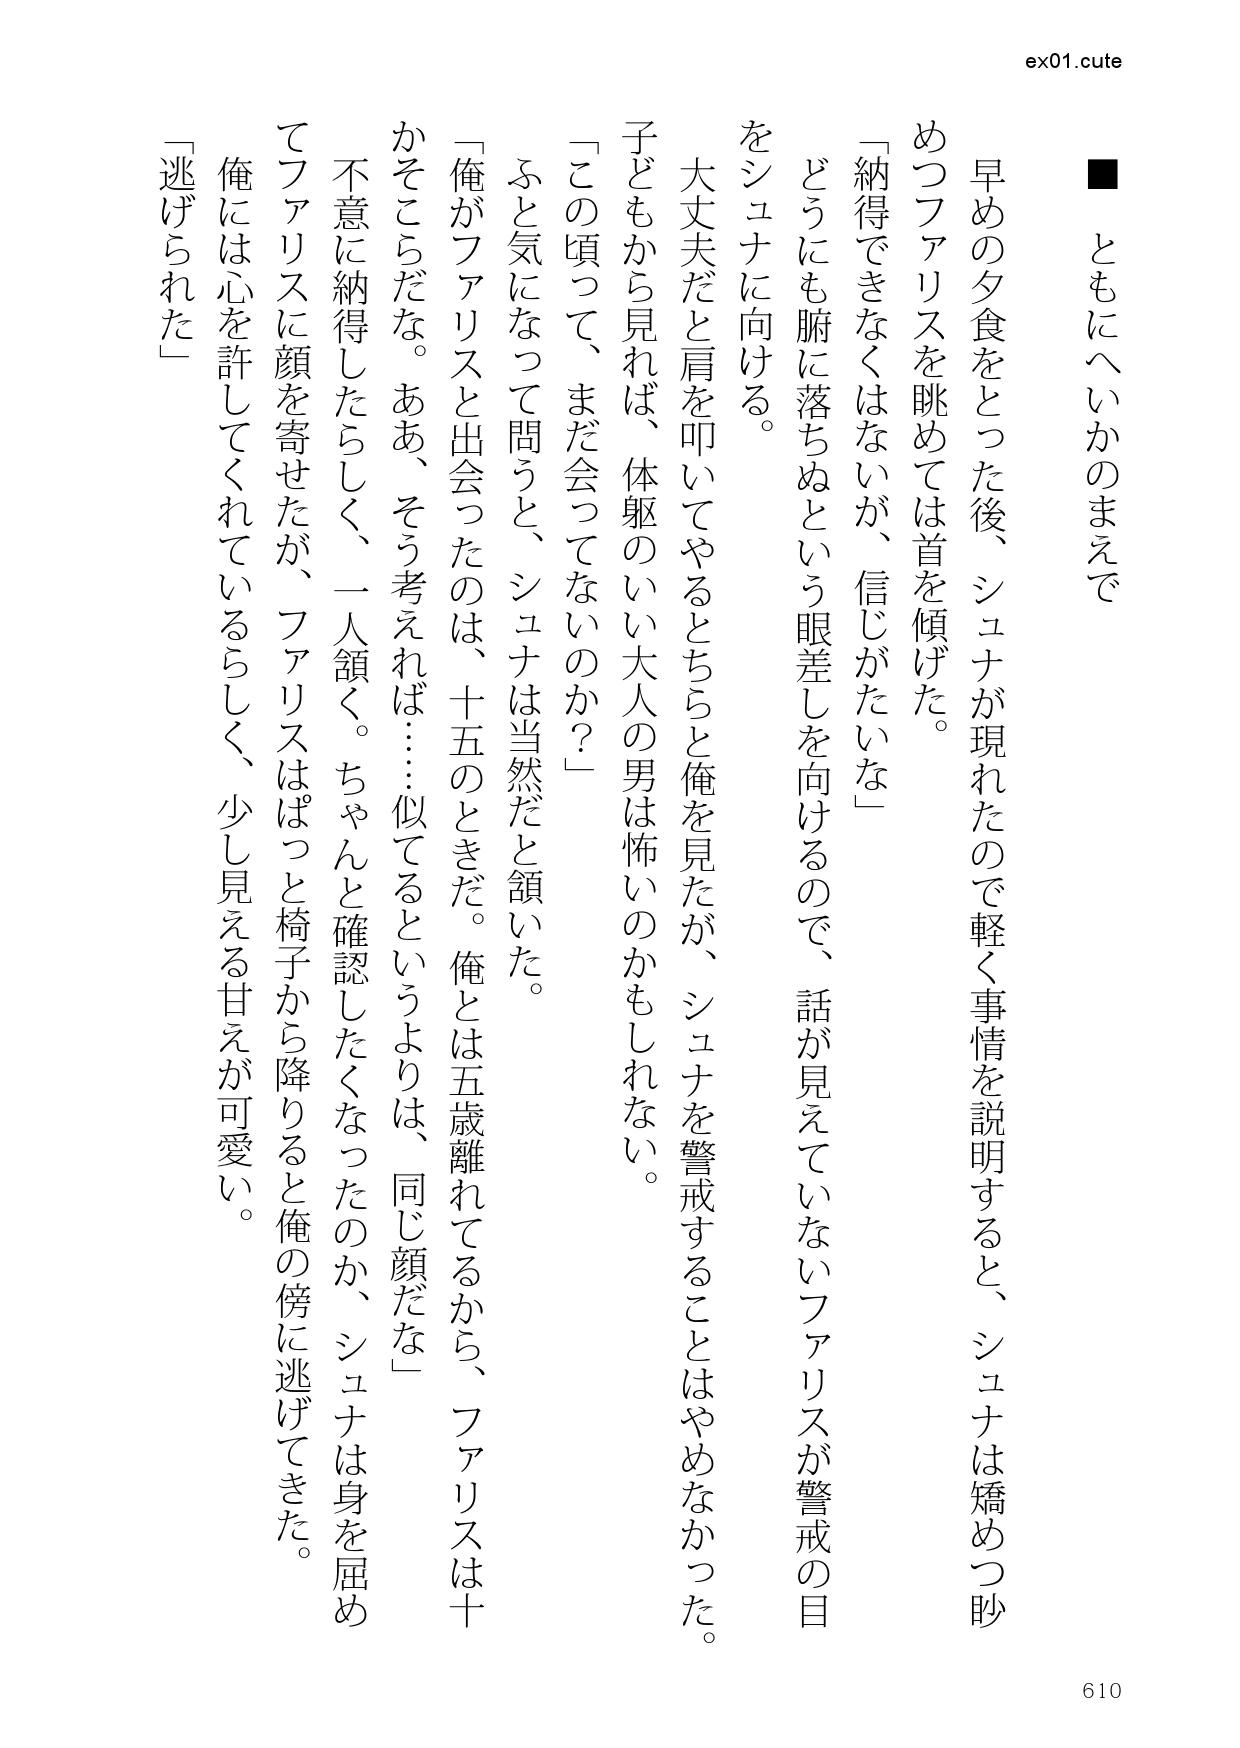 ex01.cute
■　ともにへいかのまえで
　早めの夕食をとった後、シュナが現れたので軽く事情を説明すると、シュナは矯めつ眇
めつファリスを眺めては首を傾げた。
「納得できなくはないが、信じがたいな」
　どうにも腑に落ちぬという眼差しを向けるので、話が見えていないファリスが警戒の目
をシュナに向ける。
　大丈夫だと肩を叩いてやるとちらと俺を見たが、シュナを警戒することはやめなかった。
子どもから見れば、体躯のいい大人の男は怖いのかもしれない。
「この頃って、まだ会ってないのか？」
　ふと気になって問うと、シュナは当然だと頷いた。
「俺がファリスと出会ったのは、十五のときだ。俺とは五歳離れてるから、ファリスは十
かそこらだな。ああ、そう考えれば……似てるというよりは、同じ顔だな」
　不意に納得したらしく、一人頷く。ちゃんと確認したくなったのか、シュナは身を屈め
てファリスに顔を寄せたが、ファリスはぱっと椅子から降りると俺の傍に逃げてきた。
　俺には心を許してくれているらしく、少し見える甘えが可愛い。
「逃げられた」
610